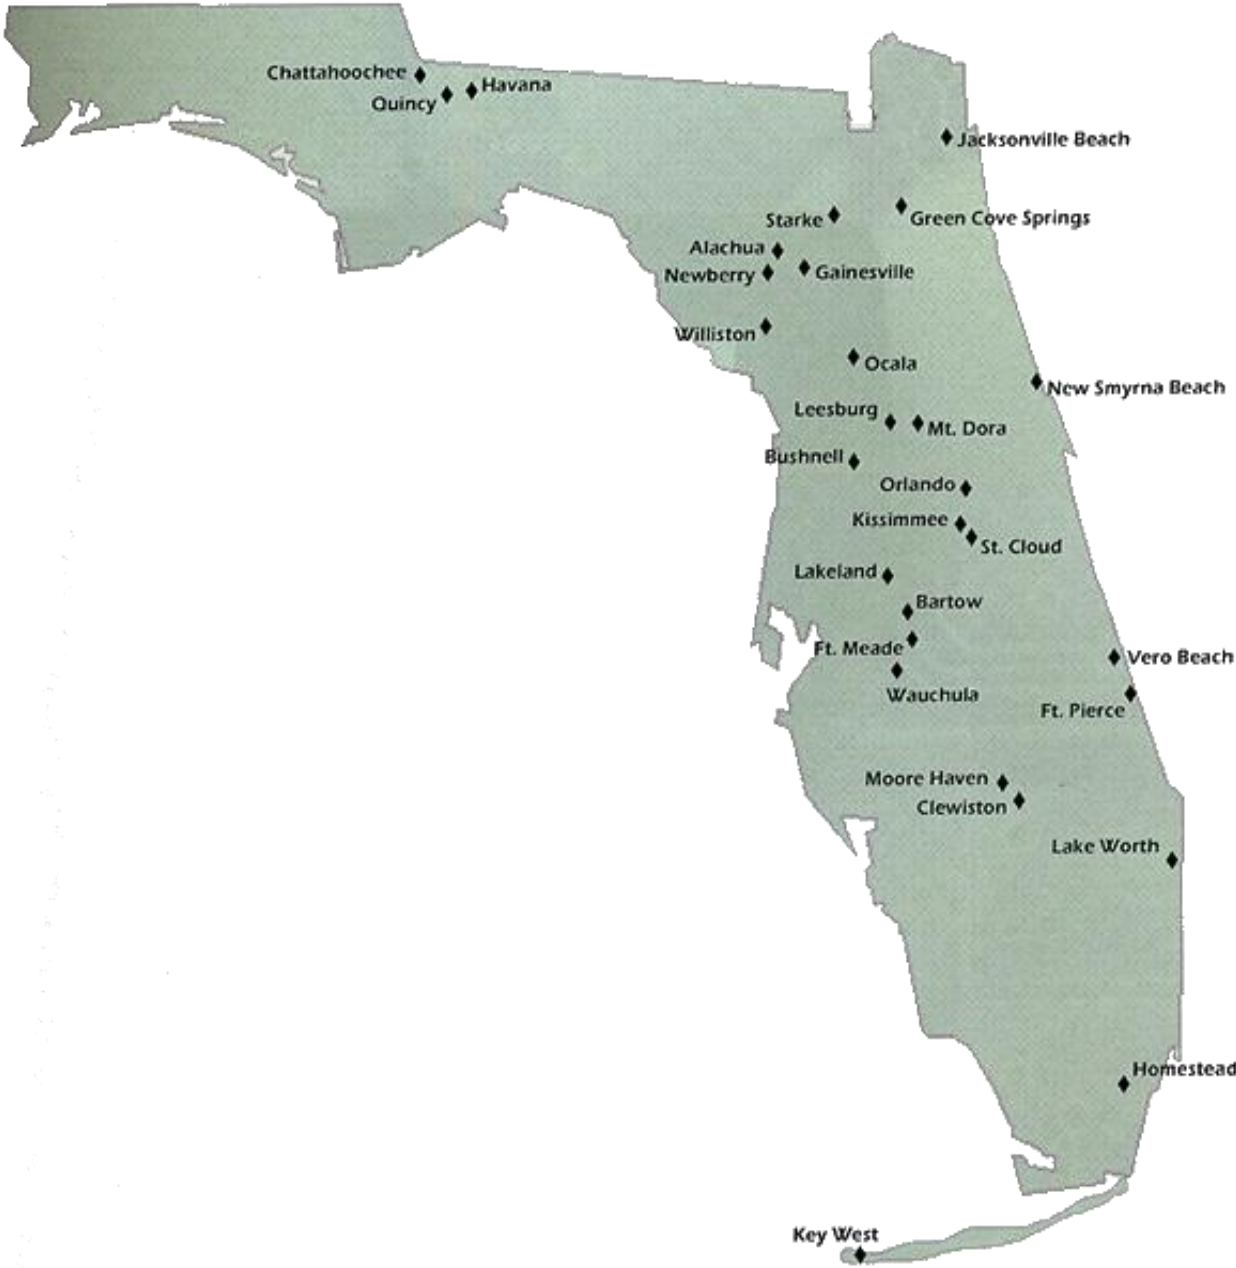 Chattahoochee
Havana
Quincy
Jacksonville Beach
Starke
Green Cove Springs
Alachua
Newberry
Gainesville
Williston
Ocala
New Smyrna Beach
Leesburg
Mt. Dora
Bushnell
Orlando
Kissimmee
St. Cloud
Lakeland
Bartow
Ft. Meade
Vero Beach
Wauchula
Ft. Pierce
Moore Haven
Clewiston
Lake Worth
Homestead
Key West